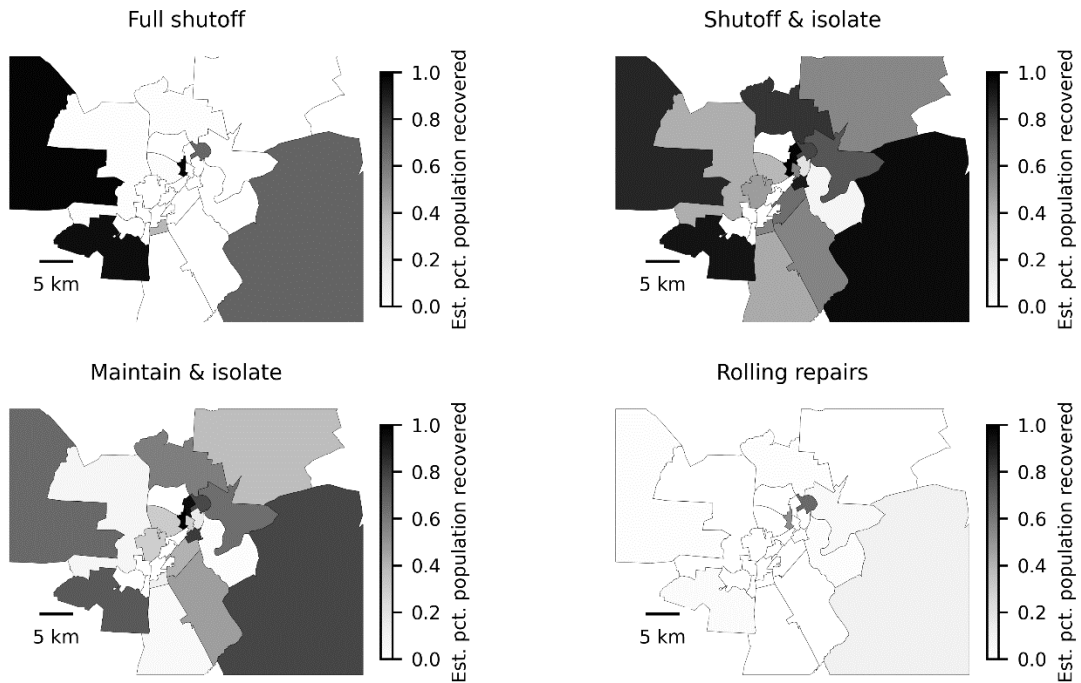 Full shutoff
1.0
0.8
0.6
0.4
0.2
0.0
Est. pct. population recovered
5 km
Shutoff & isolate
1.0
0.8
0.6
0.4
0.2
0.0
Est. pct. population recovered
5 km
Maintain & isolate
1.0
0.8
0.6
0.4
0.2
0.0
Est. pct. population recovered
5 km
Rolling repairs
1.0
0.8
0.6
0.4
0.2
0.0
Est. pct. population recovered
5 km